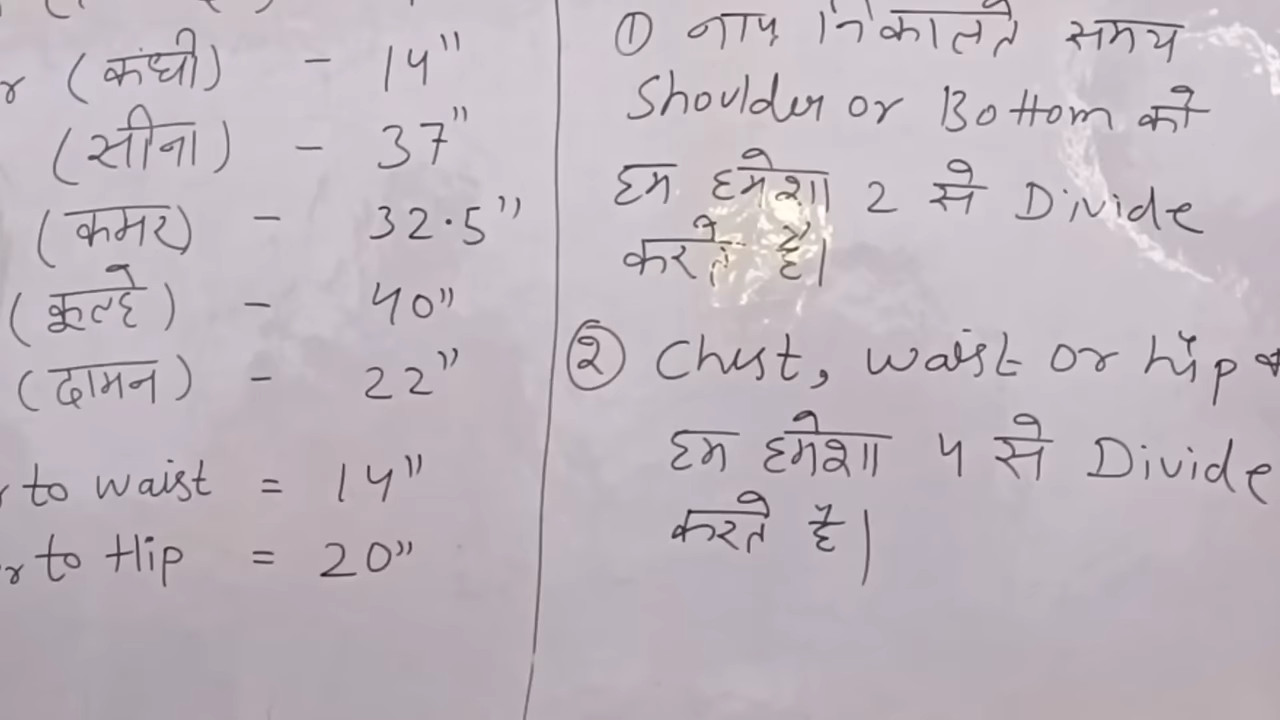 (कंधी) - 14"
(सीना) - 37"
(कमर) - 32.5"
(कूल्हे) - 40"
(दामन) - 22"
to waist = 14"
to Hip = 20"
① नाप निकालते समय
Shoulder or Bottom को
हम हमेशा 2 से Divide
करते है।
② Chest, waist or hip
हम हमेशा 4 से Divide
करते है।